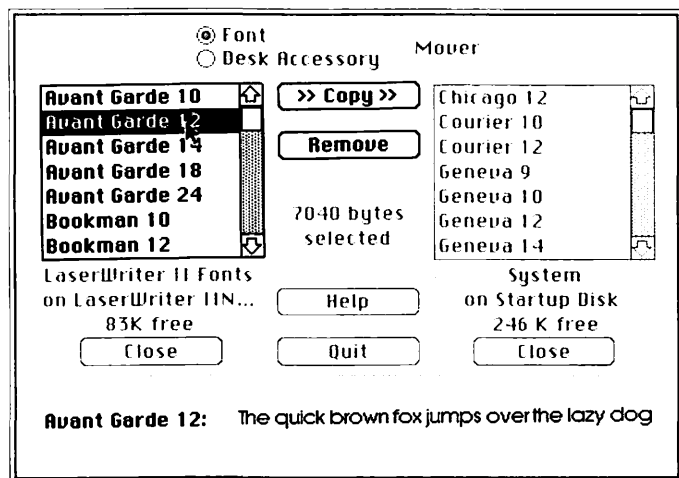 Font
Desk Accessory
Mover
Avant Garde 10
Avant Garde 12
Avant Garde 14
Avant Garde 18
Avant Garde 24
Bookman 10
Bookman 12
LaserWriter II Fonts
on LaserWriter IIN...
83K free
Close
>> Copy >>
Remove
7040 bytes
selected
Help
Quit
Chicago 12
Courier 10
Courier 12
Geneva 9
Geneva 10
Geneva 12
Geneva 14
System
on Startup Disk
246 K free
Close
Avant Garde 12: The quick brown fox jumps over the lazy dog